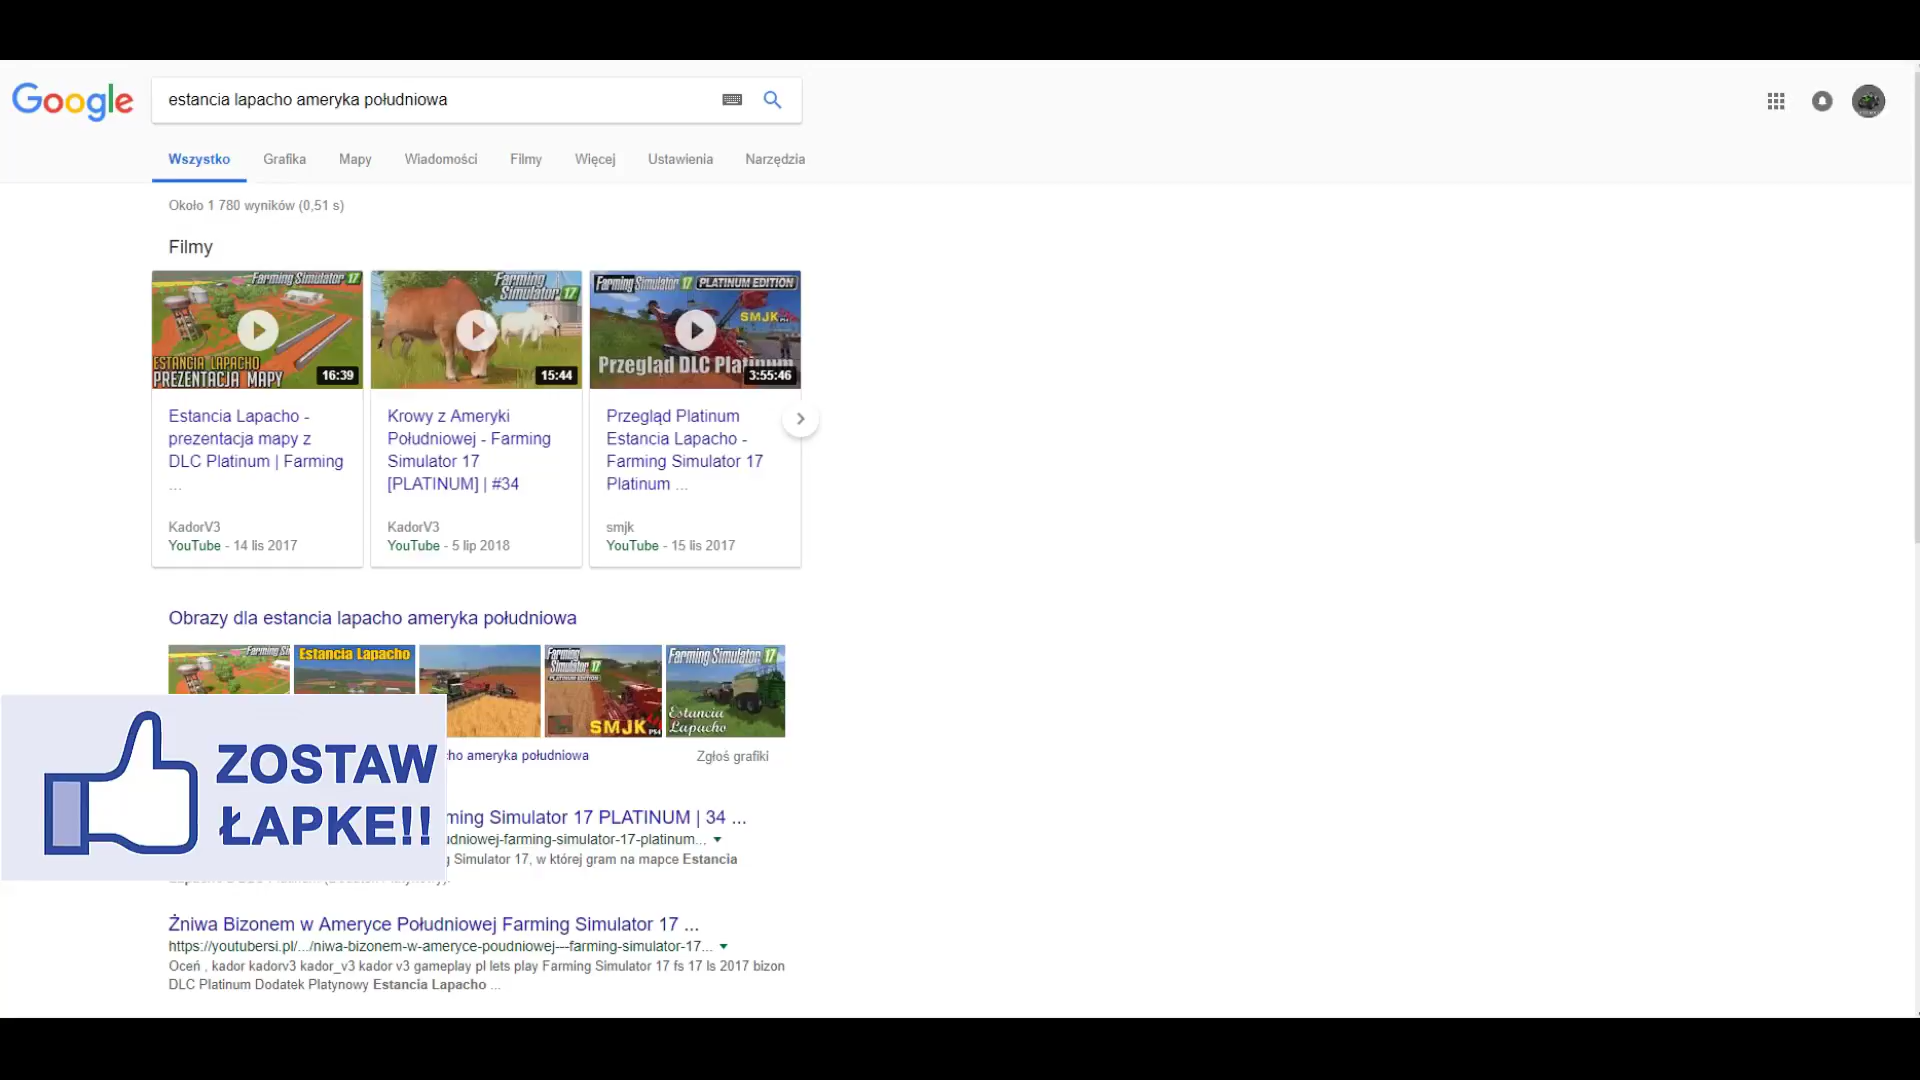 Google
estancia lapacho ameryka południowa
Wszystko Grafika Mapy Wiadomości Filmy Więcej Ustawienia Narzędzia
Około 1 780 wyników (0,51 s)
Filmy
Farming Simulator 17
ESTANCIA LAPACHO
PREZENTACJA MAPY
16:39
Farming
Simulator 17
15:44
Farming Simulator 17 PLATINUM EDITION
SMJK
Przegląd DLC Platinum
3:55:46
Estancia Lapacho -
prezentacja mapy z
DLC Platinum | Farming
...
KadorV3
YouTube - 14 lis 2017
Krowy z Ameryki
Południowej - Farming
Simulator 17
[PLATINUM] | #34
KadorV3
YouTube - 5 lip 2018
Przegląd Platinum
Estancia Lapacho -
Farming Simulator 17
Platinum ...
smjk
YouTube - 15 lis 2017
Obrazy dla estancia lapacho ameryka południowa
Farming Si
Estancia Lapacho
Farming
Simulator 17
PLATINUM EDITION
SMJK PS4
Farming Simulator 17
Estancia
Lapacho
cho ameryka południowa
Zgłoś grafiki
ZOSTAW
ŁAPKE!!
ming Simulator 17 PLATINUM | 34 ...
udniowej-farming-simulator-17-platinum...
g Simulator 17, w której gram na mapce Estancia
Żniwa Bizonem w Ameryce Południowej Farming Simulator 17 ...
https://youtubersi.pl/.../niwa-bizonem-w-ameryce-poudniowej---farming-simulator-17...
Oceń , kador kadorv3 kador_v3 kador v3 gameplay pl lets play Farming Simulator 17 fs 17 ls 2017 bizon
DLC Platinum Dodatek Platynowy Estancia Lapacho ...